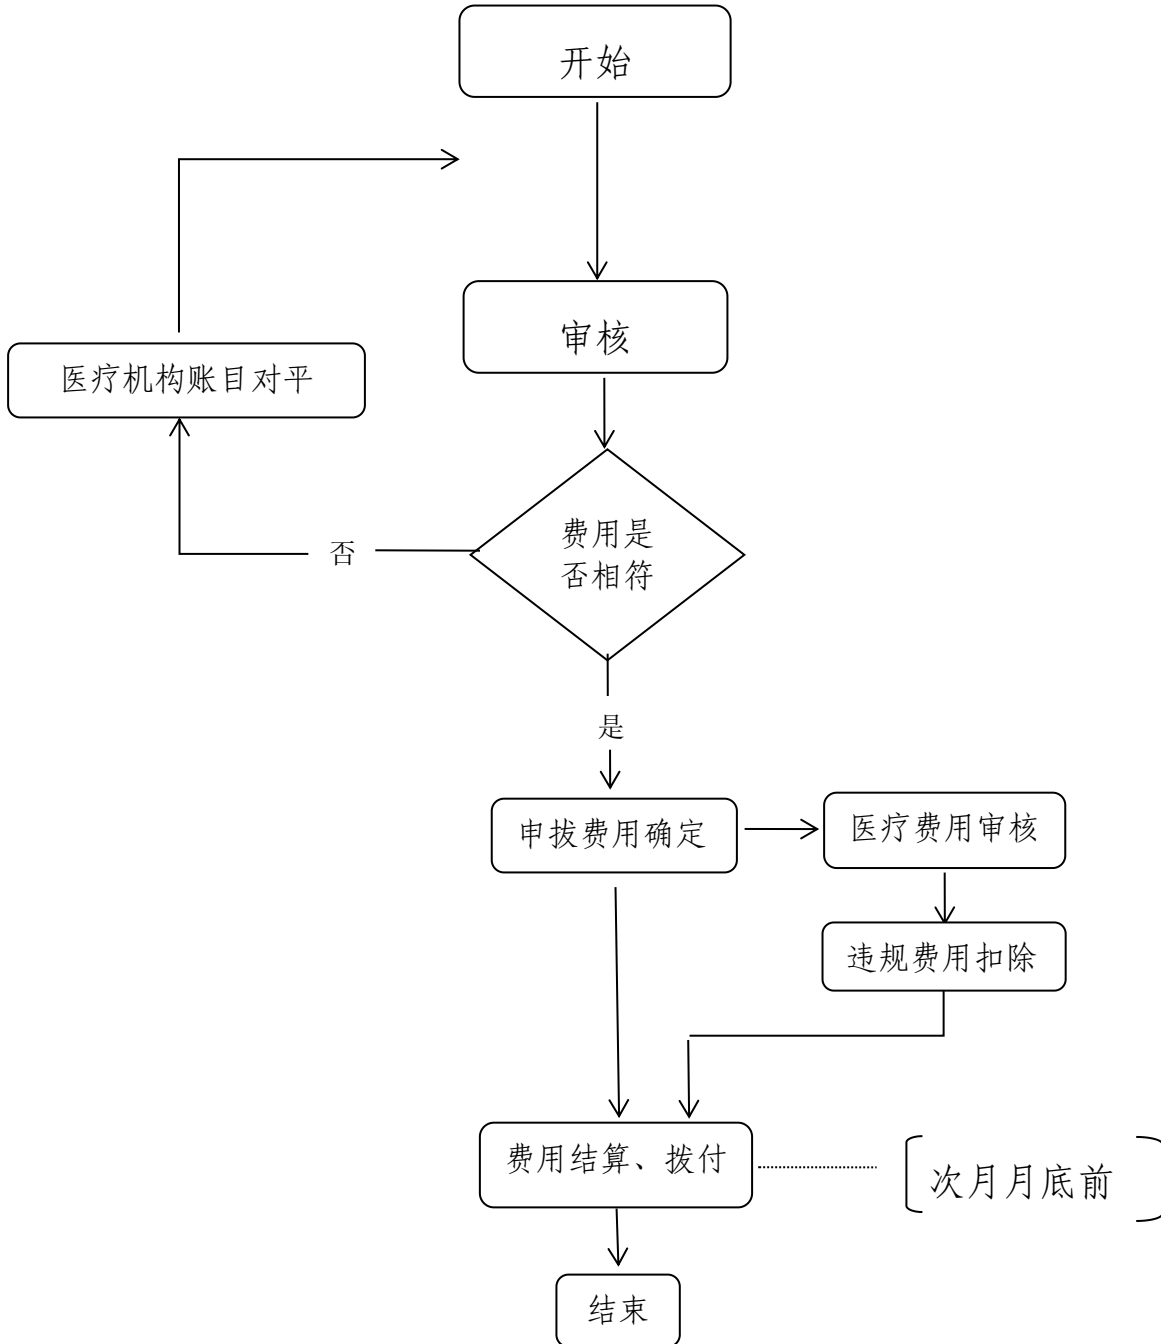 开始
审核
医疗机构账目对平
费用是
否相符
否
是
申拨费用确定
医疗费用审核
违规费用扣除
费用结算、拨付
次月月底前
结束